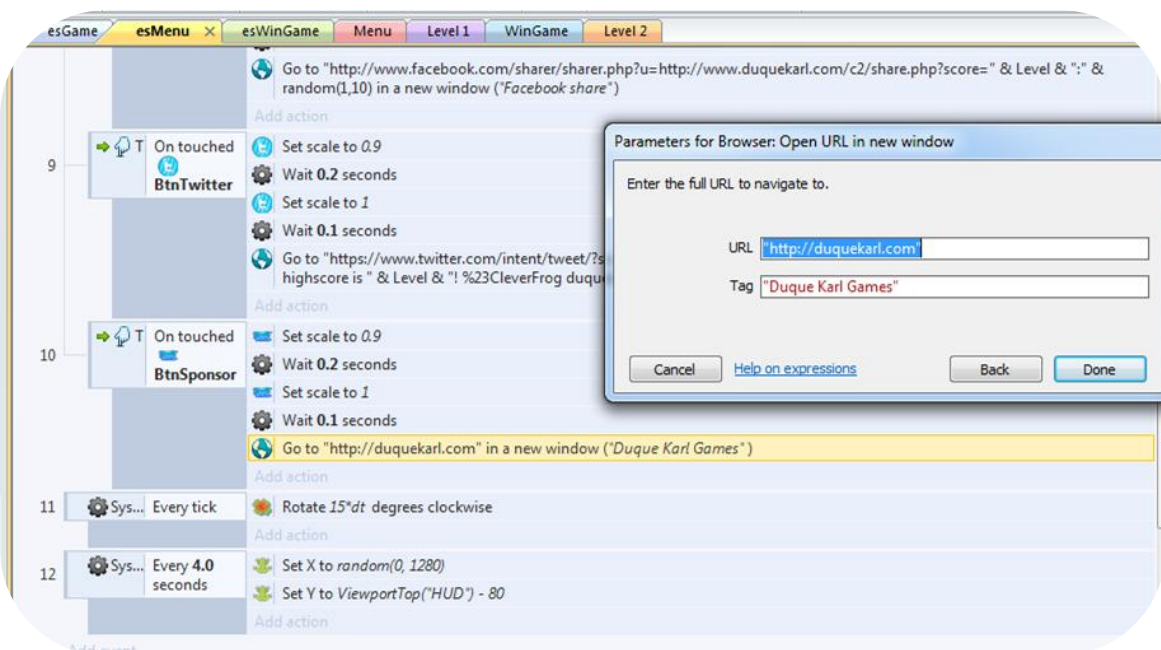 esGame esMenu × esWinGame Menu Level 1 WinGame Level 2
Go to "http://www.facebook.com/sharer/sharer.php?u=http://www.duquekarl.com/c2/share.php?score=" & Level & ":" &
random(1,10) in a new window ("Facebook share")
Add action
9
T On touched
BtnTwitter
Set scale to 0.9
Wait 0.2 seconds
Set scale to 1
Wait 0.1 seconds
Go to "https://www.twitter.com/intent/tweet/?s
highscore is " & Level & "! %23CleverFrog duque
Add action
10
T On touched
BtnSponsor
Set scale to 0.9
Wait 0.2 seconds
Set scale to 1
Wait 0.1 seconds
Go to "http://duquekarl.com" in a new window ("Duque Karl Games")
Add action
11 Sys... Every tick
Rotate 15*dt degrees clockwise
Add action
12 Sys... Every 4.0
seconds
Set X to random(0, 1280)
Set Y to ViewportTop("HUD") - 80
Add action
Add event
Parameters for Browser: Open URL in new window
Enter the full URL to navigate to.
URL "http://duquekarl.com"
Tag "Duque Karl Games"
Cancel Help on expressions Back Done